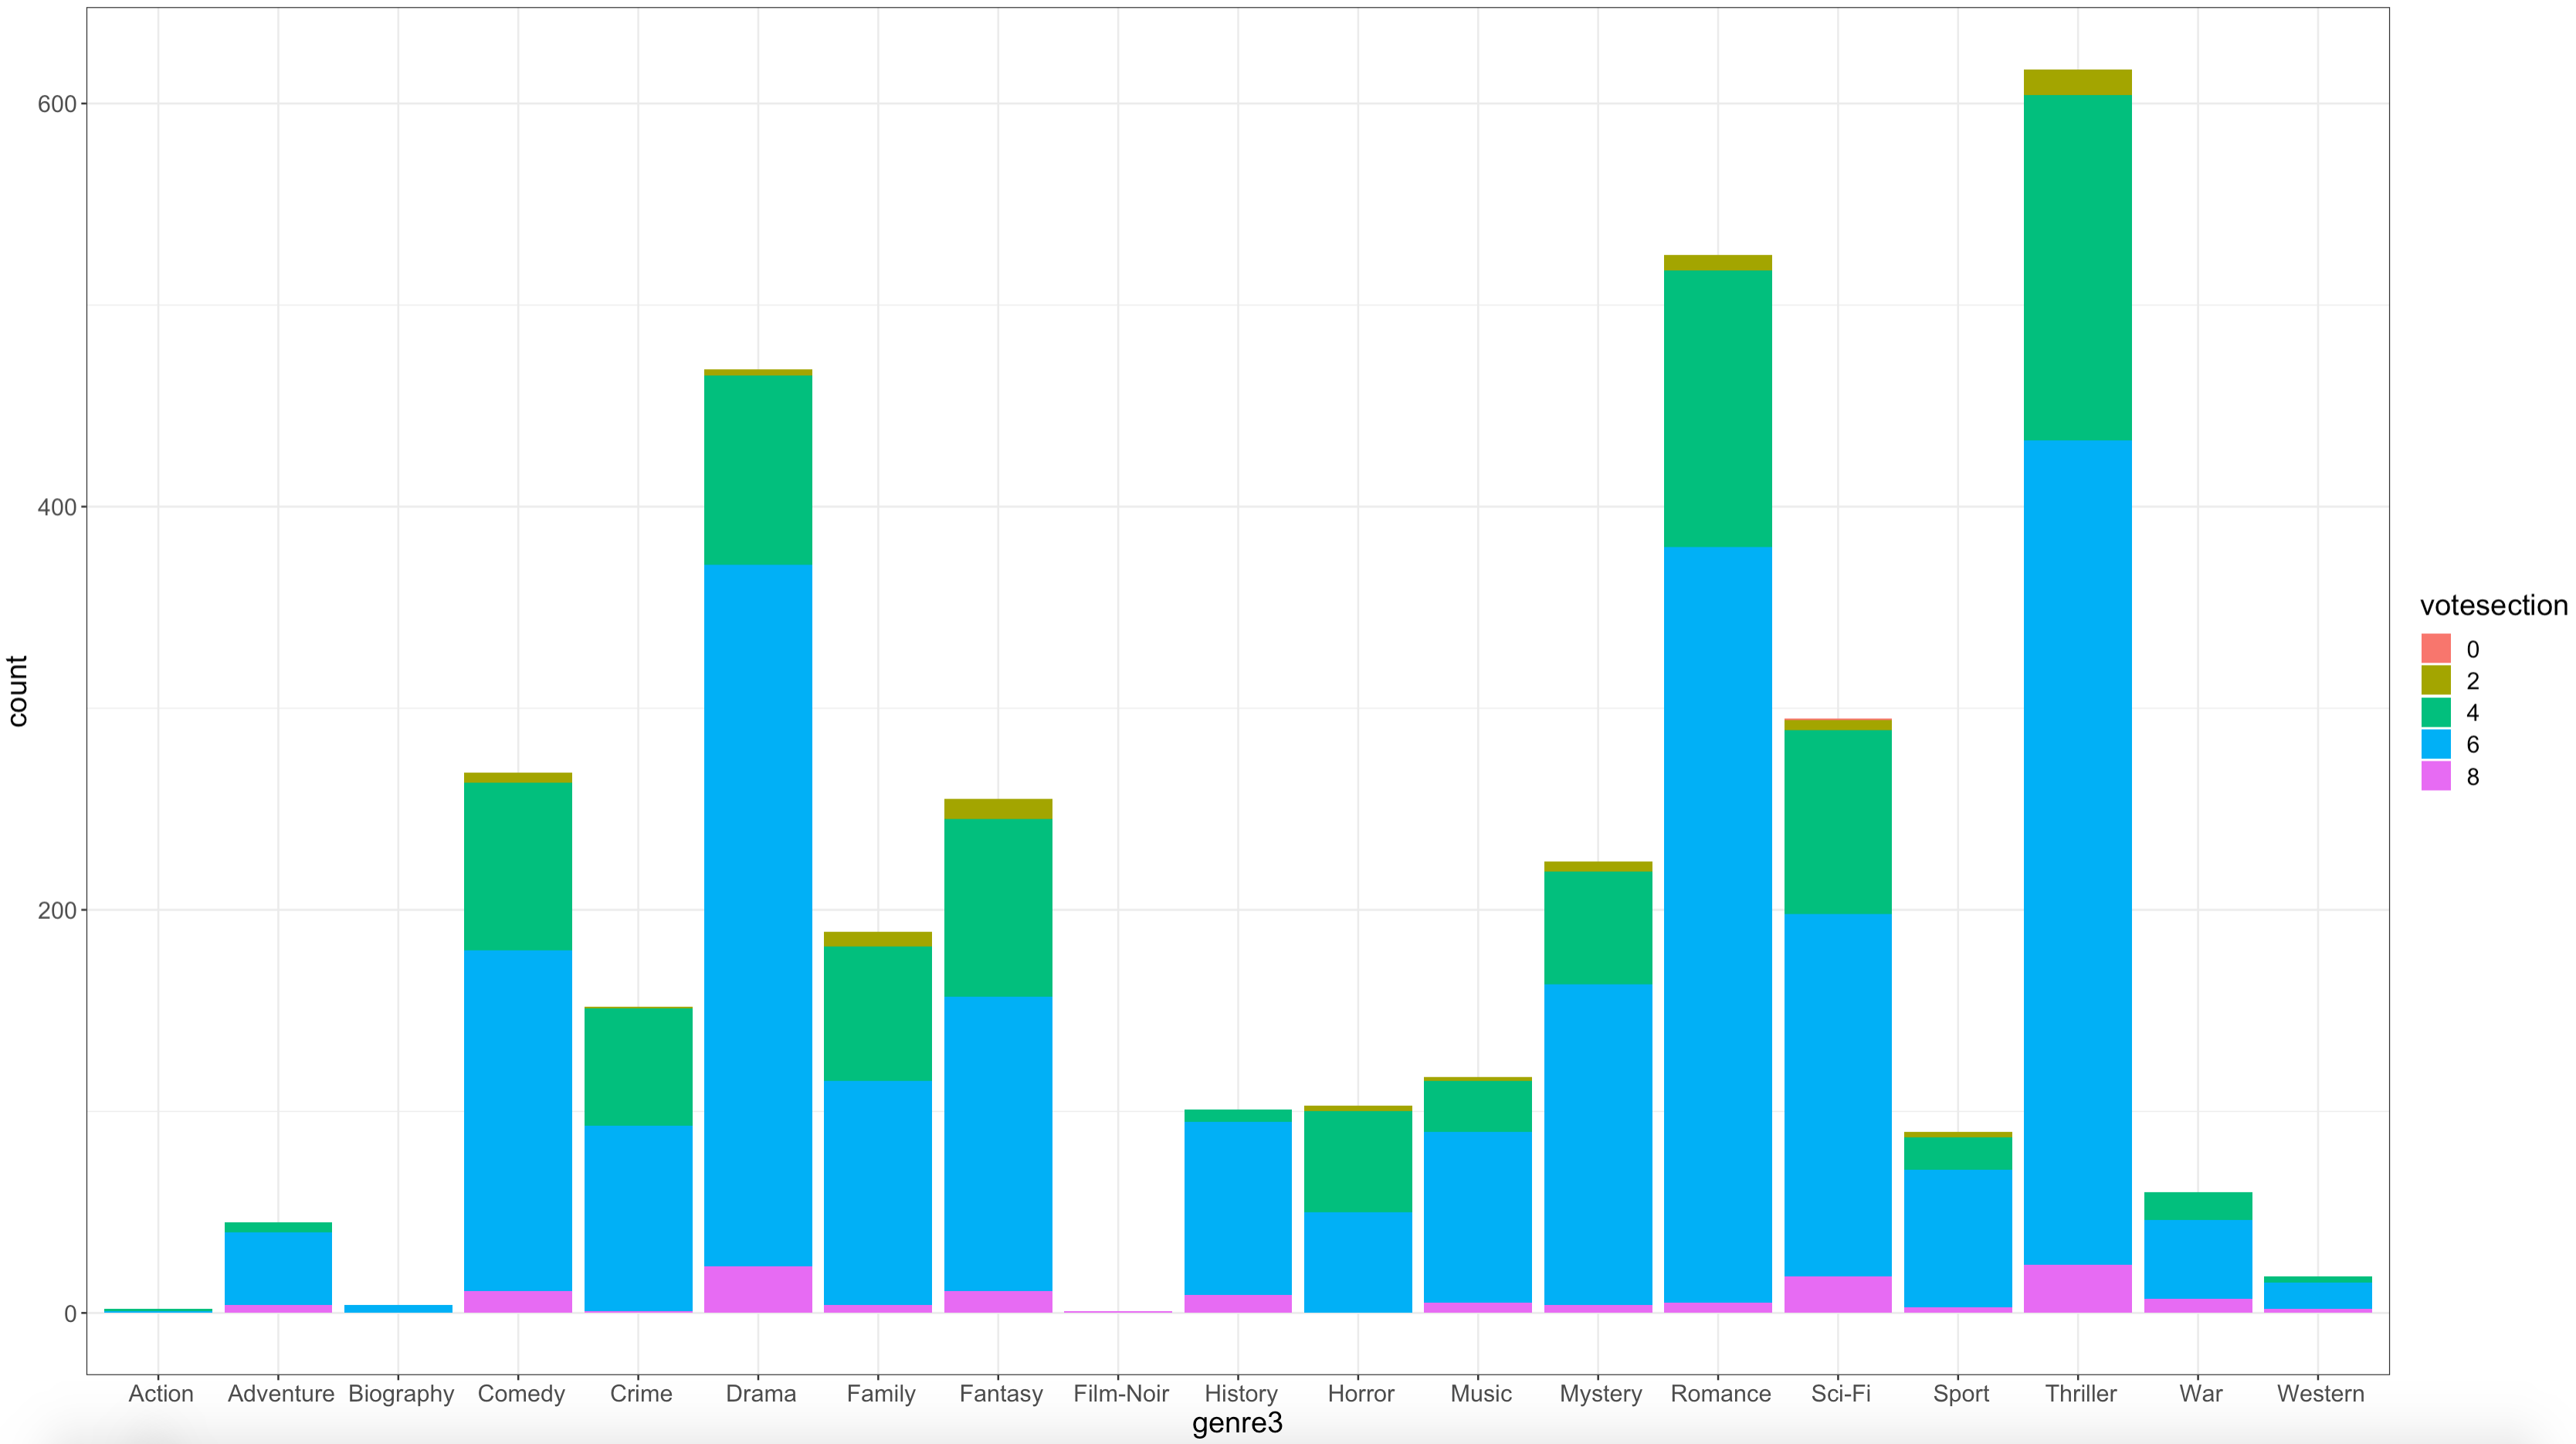 600
400
200
0
count
Action Adventure Biography Comedy Crime Drama Family Fantasy Film-Noir History Horror Music Mystery Romance Sci-Fi Sport Thriller War Western
genre3
votesection
0
2
4
6
8